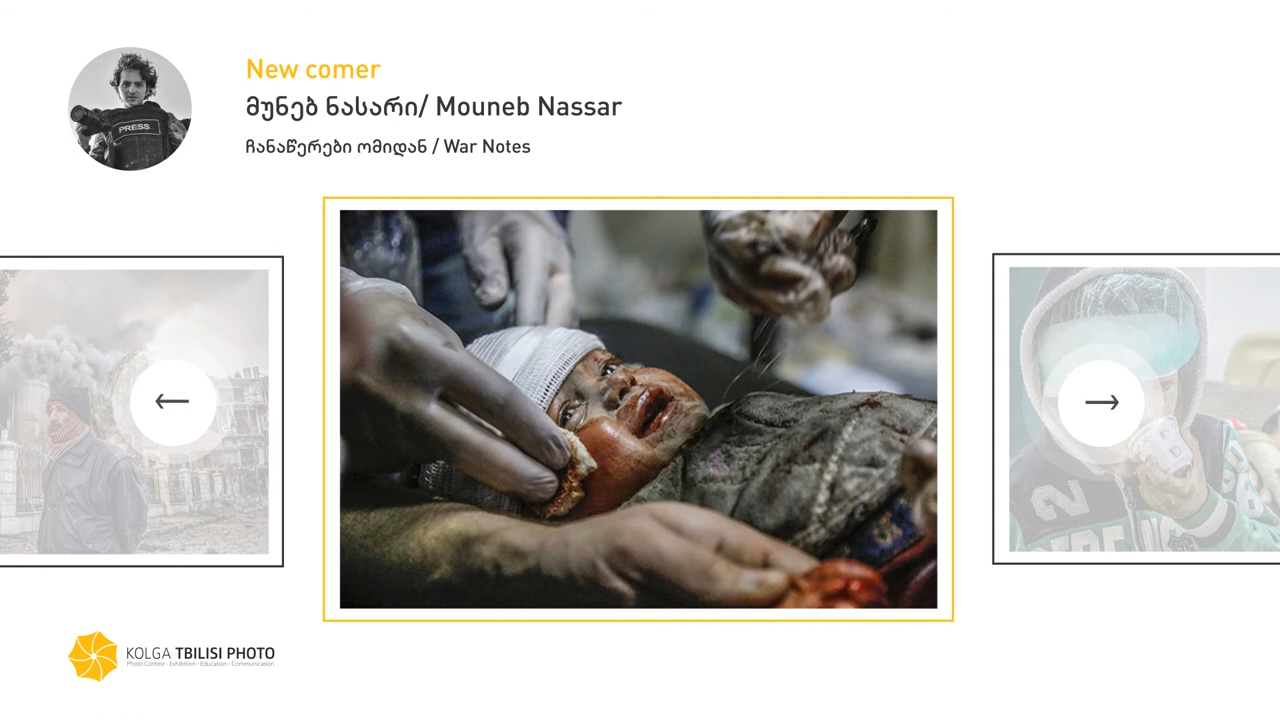 New comer
მუნებ ნასარი/ Mouneb Nassar
ჩანაწერები ომიდან / War Notes
PRESS
KOLGA TBILISI PHOTO
Photo Contest - Exhibition - Education - Communication